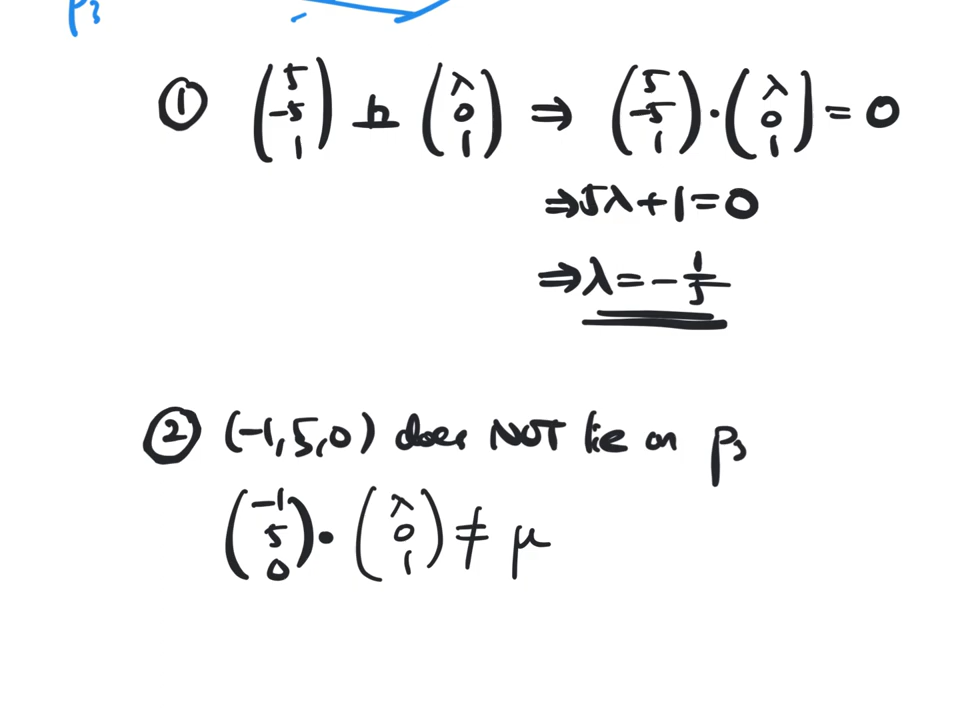 p₃
① (5 -5 1) ⊥ (λ 0 1) ⇒ (5 -5 1) · (λ 0 1) = 0
⇒ 5λ + 1 = 0
⇒ λ = - 1/5
② (-1, 5, 0) does NOT lie on p₃
(-1 5 0) · (λ 0 1) ≠ μ